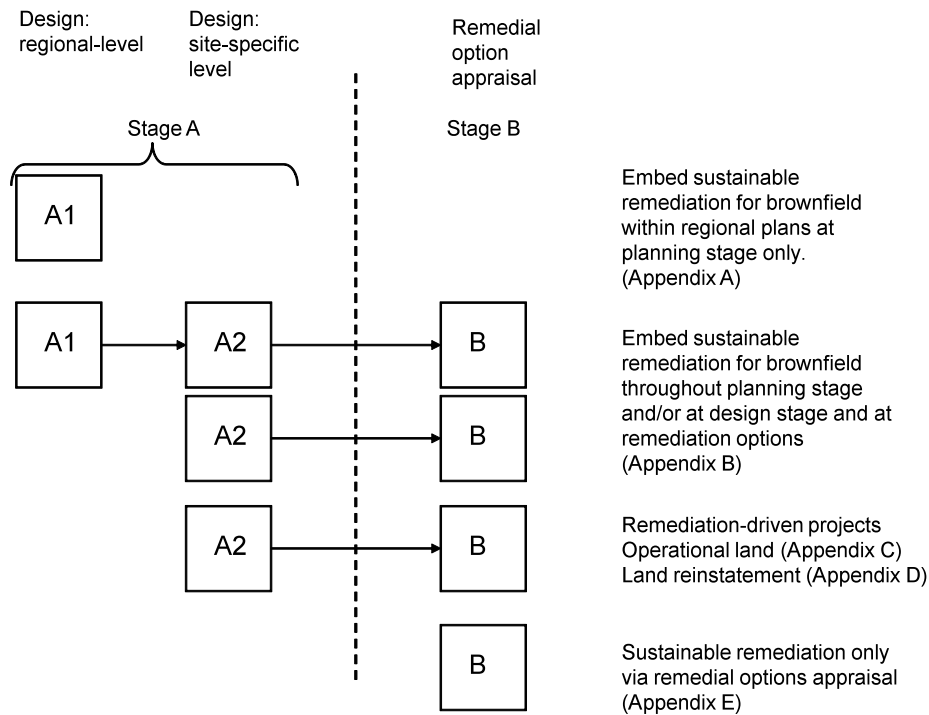 Design:
regional-level
Design:
site-specific
level
Remedial
option
appraisal
Stage A
Stage B
A1
Embed sustainable
remediation for brownfield
within regional plans at
planning stage only.
(Appendix A)
A1
A2
B
Embed sustainable
remediation for brownfield
throughout planning stage
and/or at design stage and at
remediation options
(Appendix B)
A2
B
A2
B
Remediation-driven projects
Operational land (Appendix C)
Land reinstatement (Appendix D)
B
Sustainable remediation only
via remedial options appraisal
(Appendix E)